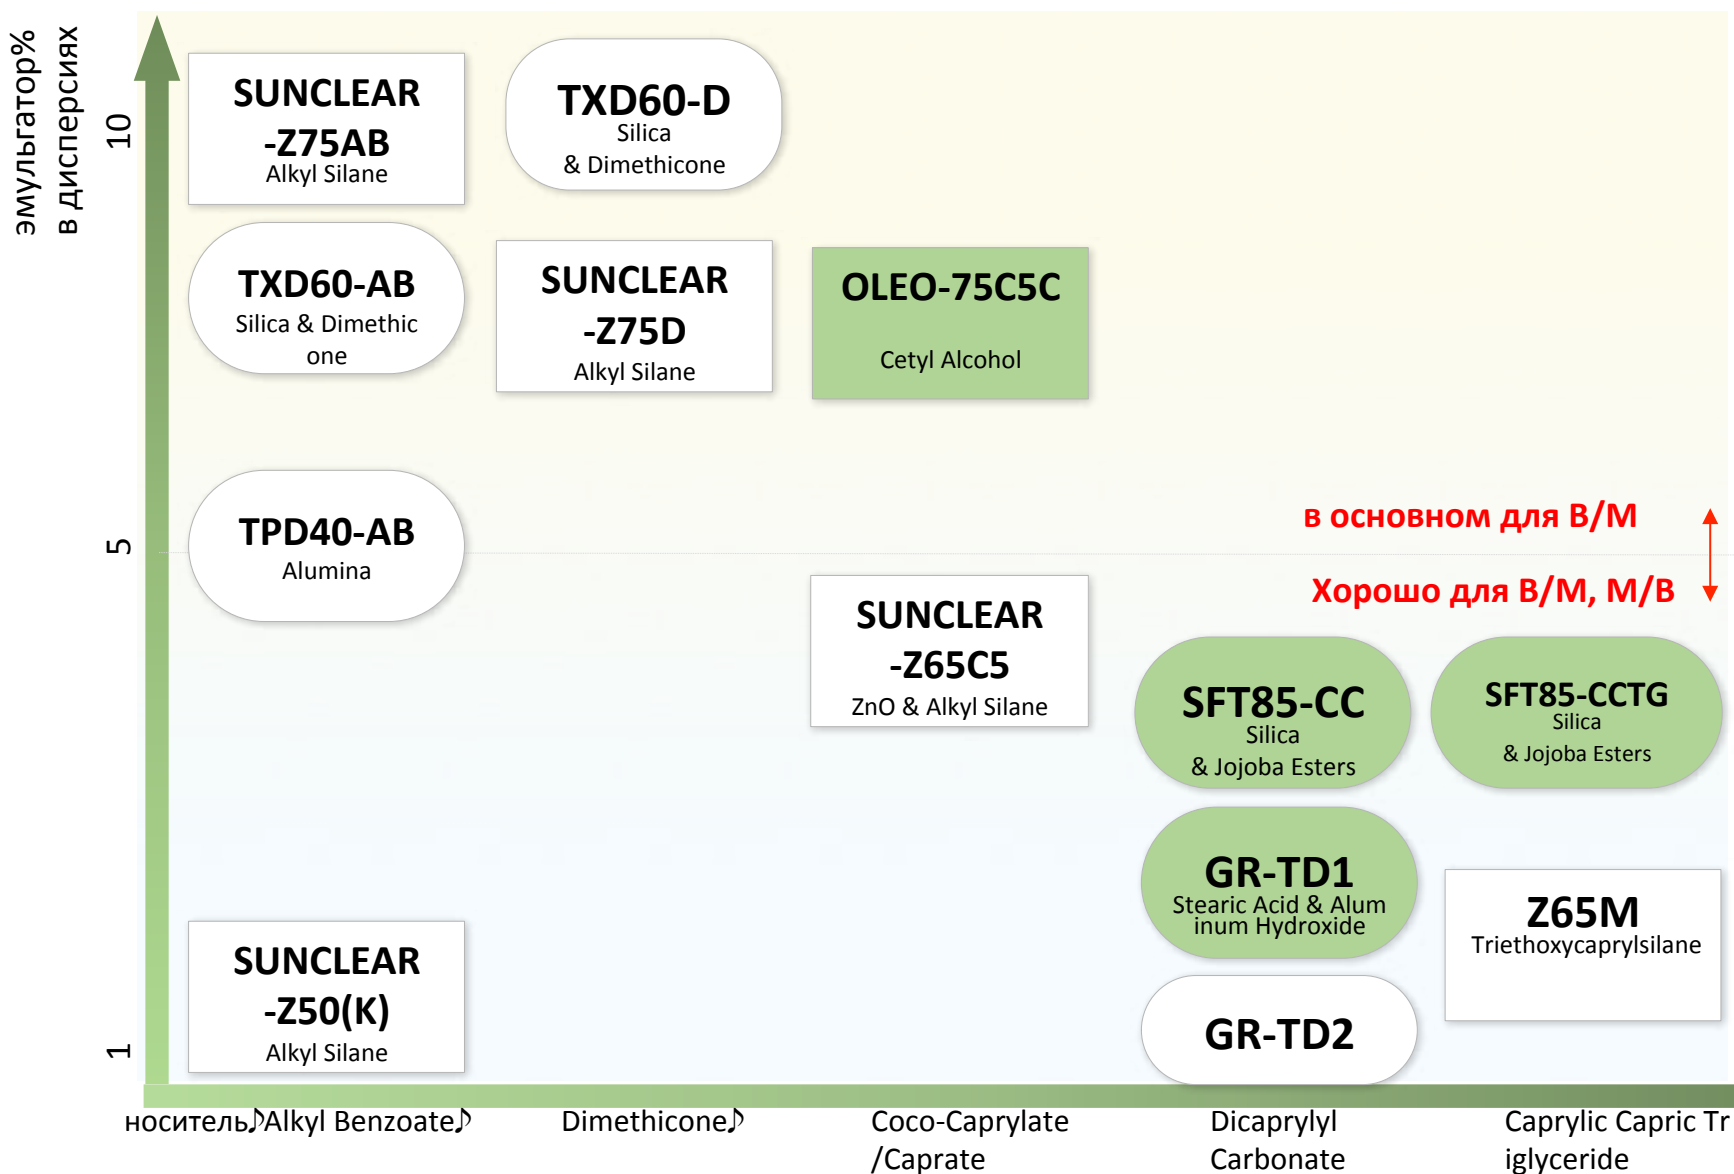 эмульгатор%
в дисперсиях
10
5
1
SUNCLEAR
-Z75AB
Alkyl Silane
TXD60-D
Silica
& Dimethicone
TXD60-AB
Silica & Dimethic
one
SUNCLEAR
-Z75D
Alkyl Silane
OLEO-75C5C
Cetyl Alcohol
TPD40-AB
Alumina
в основном для В/М
Хорошо для В/М, М/В
SUNCLEAR
-Z65C5
ZnO & Alkyl Silane
SFT85-CC
Silica
& Jojoba Esters
SFT85-CCTG
Silica
& Jojoba Esters
GR-TD1
Stearic Acid & Alum
inum Hydroxide
Z65M
Triethoxycaprylsilane
SUNCLEAR
-Z50(K)
Alkyl Silane
GR-TD2
носитель♪Alkyl Benzoate♪
Dimethicone♪
Coco-Caprylate
/Caprate
Dicaprylyl
Carbonate
Caprylic Capric Tr
iglyceride